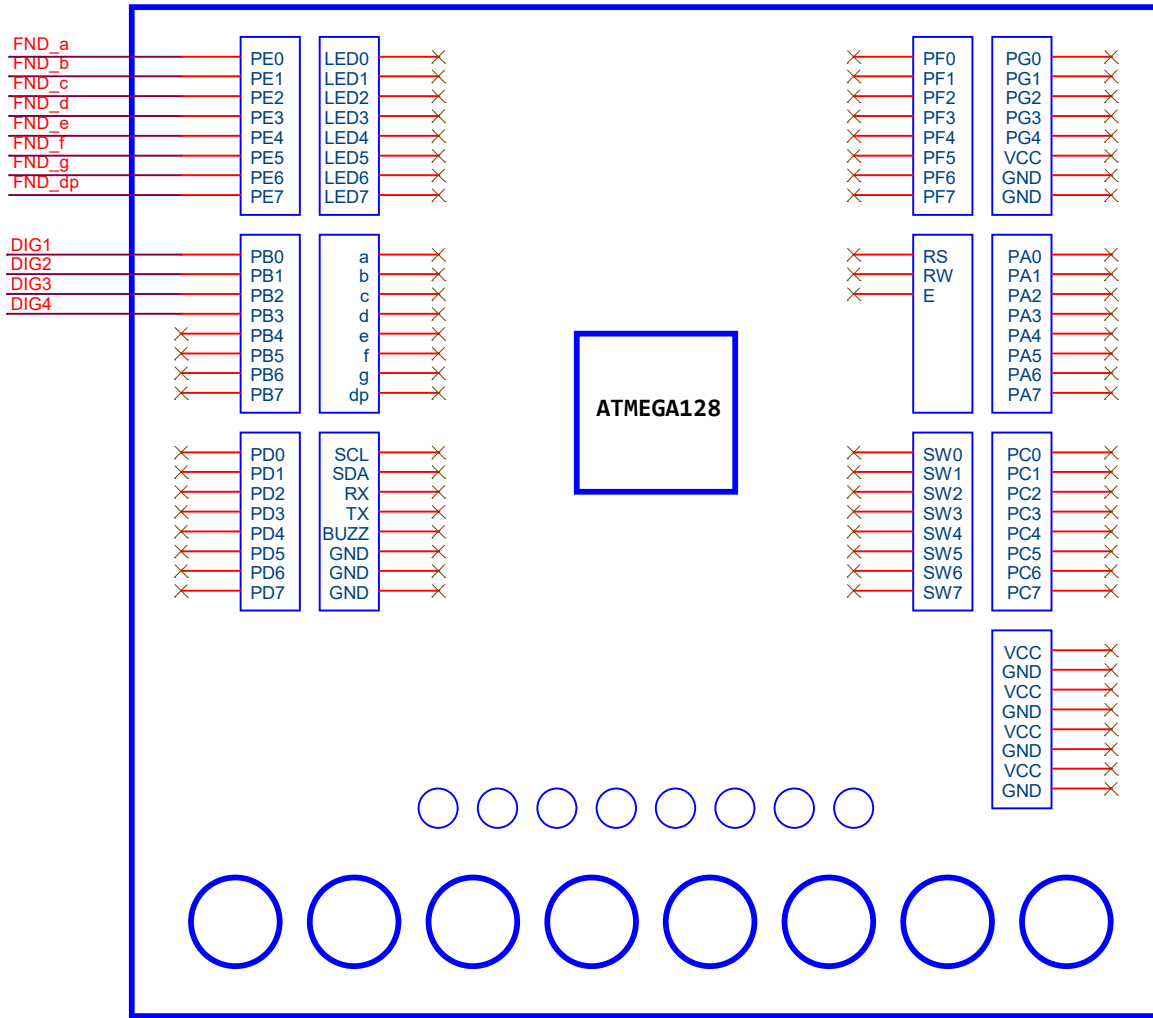 FND_a
FND_b
FND_c
FND_d
FND_e
FND_f
FND_g
FND_dp
PE0
PE1
PE2
PE3
PE4
PE5
PE6
PE7
LED0
LED1
LED2
LED3
LED4
LED5
LED6
LED7
PF0
PF1
PF2
PF3
PF4
PF5
PF6
PF7
PG0
PG1
PG2
PG3
PG4
VCC
GND
GND
DIG1
DIG2
DIG3
DIG4
PB0
PB1
PB2
PB3
PB4
PB5
PB6
PB7
a
b
c
d
e
f
g
dp
ATMEGA128
RS
RW
E
PA0
PA1
PA2
PA3
PA4
PA5
PA6
PA7
PD0
PD1
PD2
PD3
PD4
PD5
PD6
PD7
SCL
SDA
RX
TX
BUZZ
GND
GND
GND
SW0
SW1
SW2
SW3
SW4
SW5
SW6
SW7
PC0
PC1
PC2
PC3
PC4
PC5
PC6
PC7
VCC
GND
VCC
GND
VCC
GND
VCC
GND